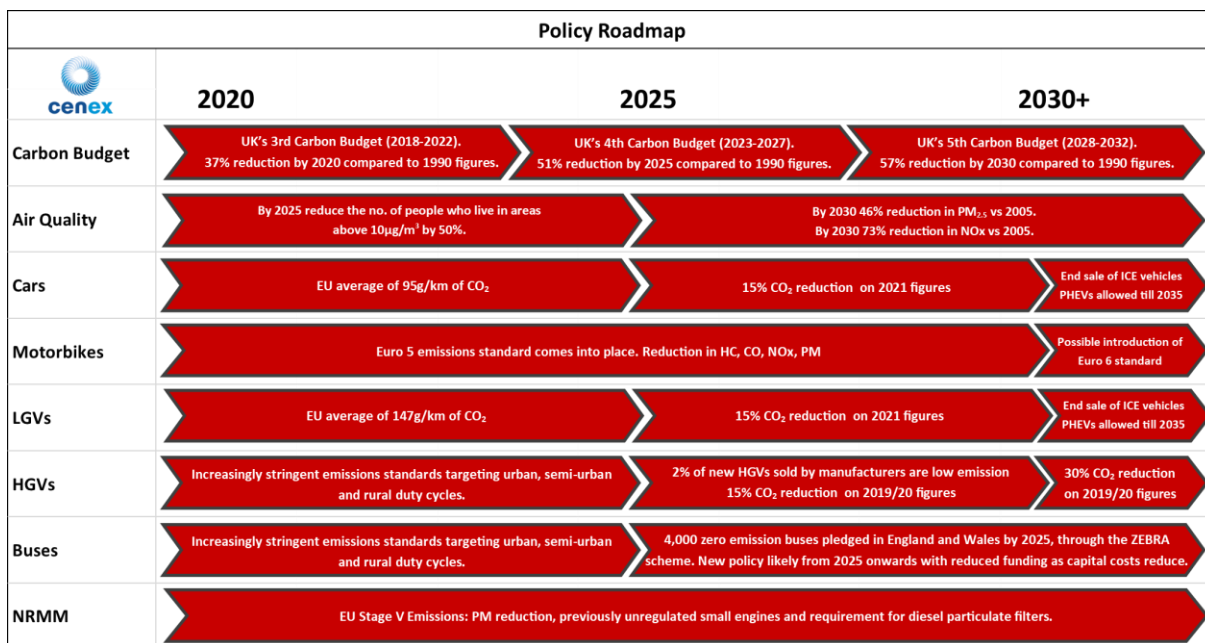 Policy Roadmap
cenex
2020
2025
2030+
Carbon Budget
UK's 3rd Carbon Budget (2018-2022).
37% reduction by 2020 compared to 1990 figures.
UK's 4th Carbon Budget (2023-2027).
51% reduction by 2025 compared to 1990 figures.
UK's 5th Carbon Budget (2028-2032).
57% reduction by 2030 compared to 1990 figures.
Air Quality
By 2025 reduce the no. of people who live in areas
above 10µg/m³ by 50%.
By 2030 46% reduction in PM₂.₅ vs 2005.
By 2030 73% reduction in NOx vs 2005.
Cars
EU average of 95g/km of CO₂
15% CO₂ reduction on 2021 figures
End sale of ICE vehicles
PHEVs allowed till 2035
Motorbikes
Euro 5 emissions standard comes into place. Reduction in HC, CO, NOx, PM
Possible introduction of
Euro 6 standard
LGVs
EU average of 147g/km of CO₂
15% CO₂ reduction on 2021 figures
End sale of ICE vehicles
PHEVs allowed till 2035
HGVs
Increasingly stringent emissions standards targeting urban, semi-urban
and rural duty cycles.
2% of new HGVs sold by manufacturers are low emission
15% CO₂ reduction on 2019/20 figures
30% CO₂ reduction
on 2019/20 figures
Buses
Increasingly stringent emissions standards targeting urban, semi-urban
and rural duty cycles.
4,000 zero emission buses pledged in England and Wales by 2025, through the ZEBRA
scheme. New policy likely from 2025 onwards with reduced funding as capital costs reduce.
NRMM
EU Stage V Emissions: PM reduction, previously unregulated small engines and requirement for diesel particulate filters.